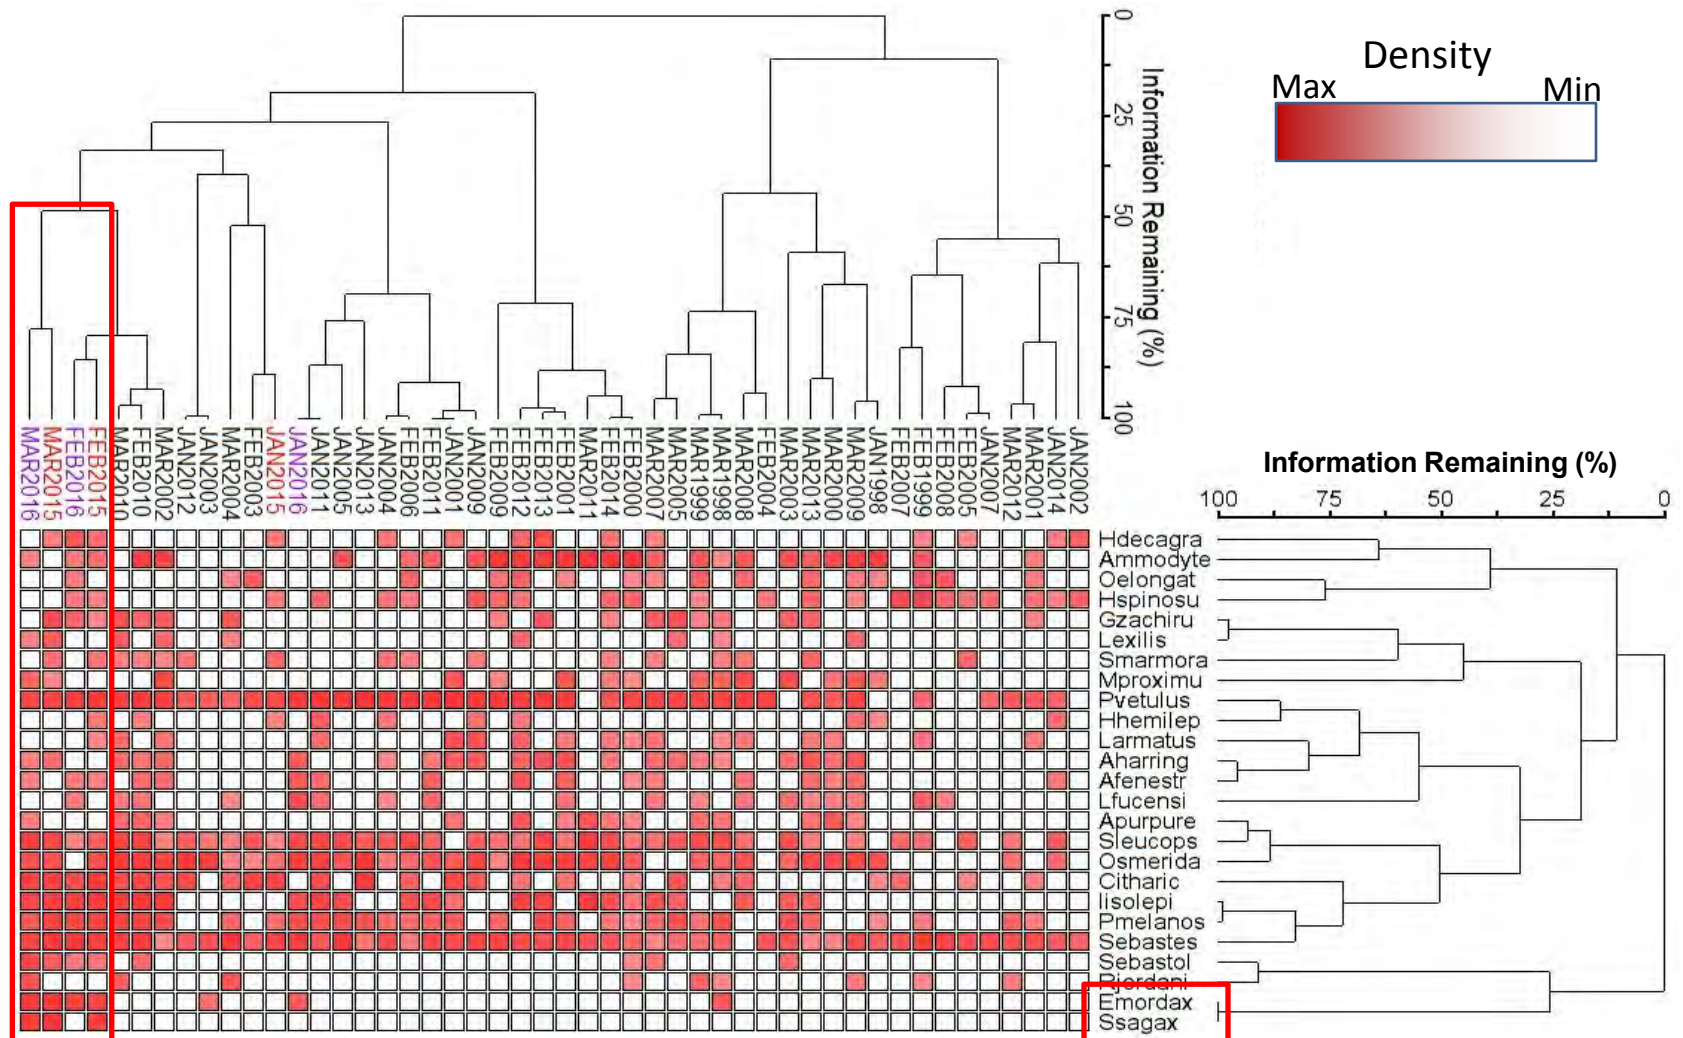 Density
Max Min
0
25
50
75
100
Information Remaining (%)
MAR2016
MAR2015
FEB2016
FEB2015
MAR2010
FEB2010
MAR2002
JAN2012
JAN2003
MAR2004
FEB2003
JAN2015
JAN2016
JAN2011
JAN2005
JAN2013
JAN2004
FEB2006
FEB2011
JAN2001
JAN2009
FEB2009
FEB2012
FEB2013
FEB2001
MAR2011
FEB2014
FEB2000
MAR2007
MAR2005
MAR1999
MAR1998
MAR2008
FEB2004
MAR2003
MAR2013
MAR2000
MAR2009
JAN1998
FEB2007
FEB1999
FEB2008
FEB2005
JAN2007
MAR2012
MAR2001
JAN2014
JAN2002
Information Remaining (%)
100 75 50 25 0
Hdecagra
Ammodyte
Oelongat
Hspinosu
Gzachiru
Lexilis
Smarmora
Mproximu
Pvetulus
Hhemilep
Larmatus
Aharring
Afenestr
Lfucensi
Apurpure
Sleucops
Osmerida
Citharic
Iisolepi
Pmelanos
Sebastes
Sebastol
Rjordani
Emordax
Ssagax